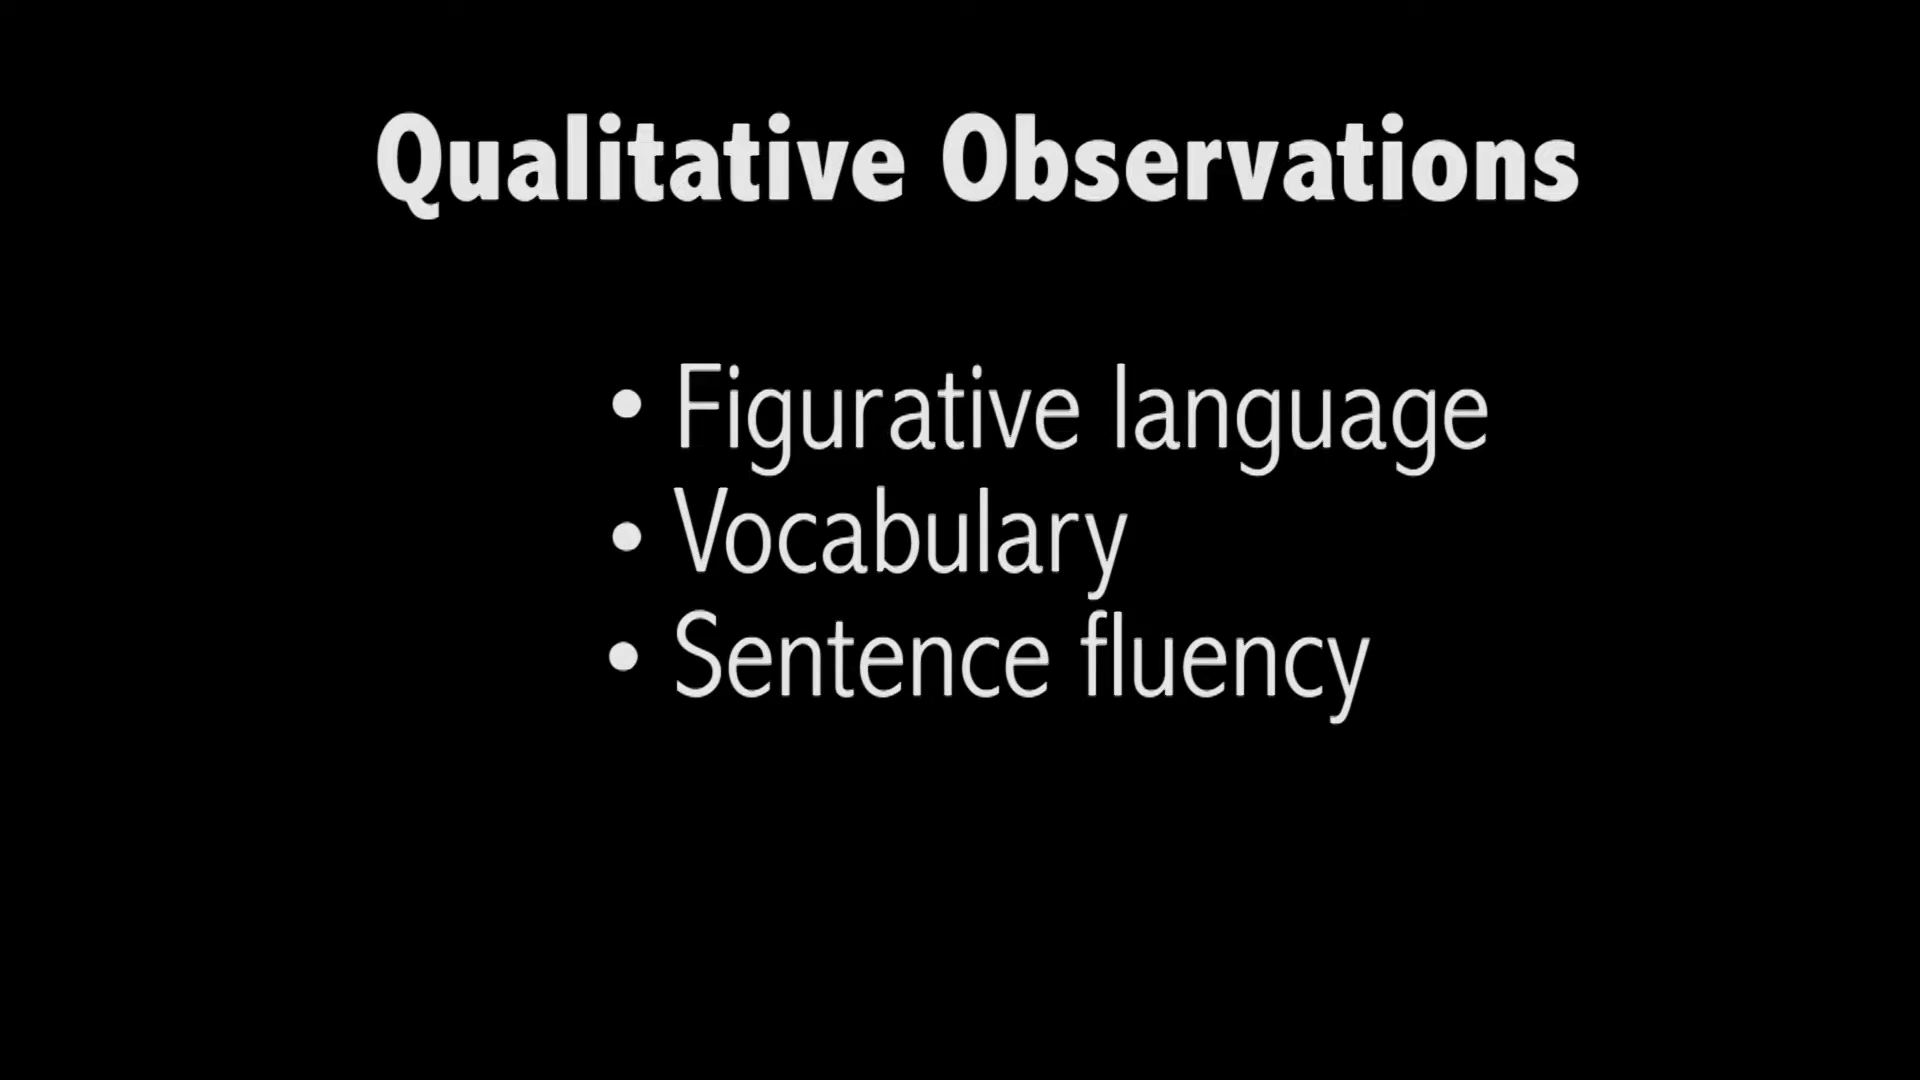 Qualitative Observations
• Figurative language
• Vocabulary
• Sentence fluency